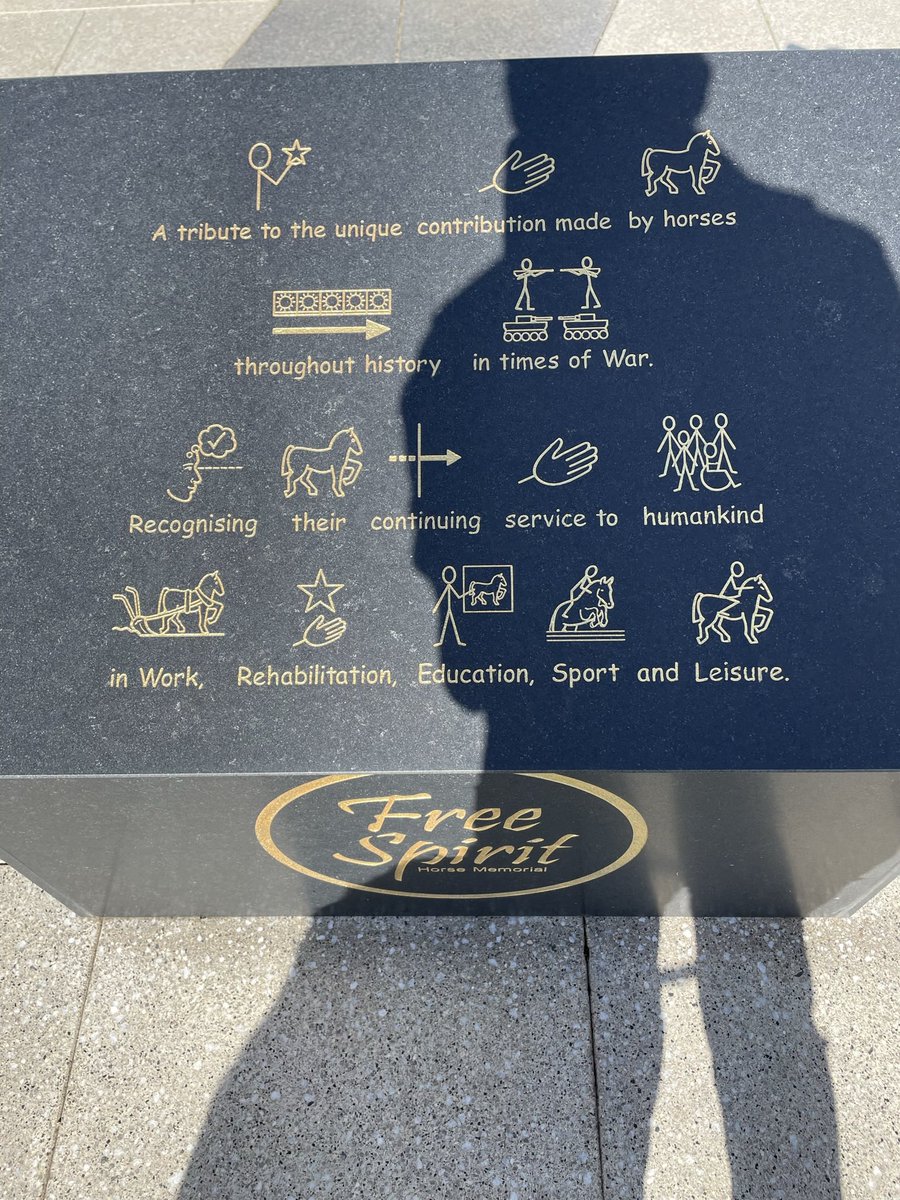 A tribute to the unique contribution made by horses
throughout history in times of War.
Recognising their continuing service to humankind
in Work, Rehabilitation, Education, Sport and Leisure.
Free
Spirit
Horse Memorial